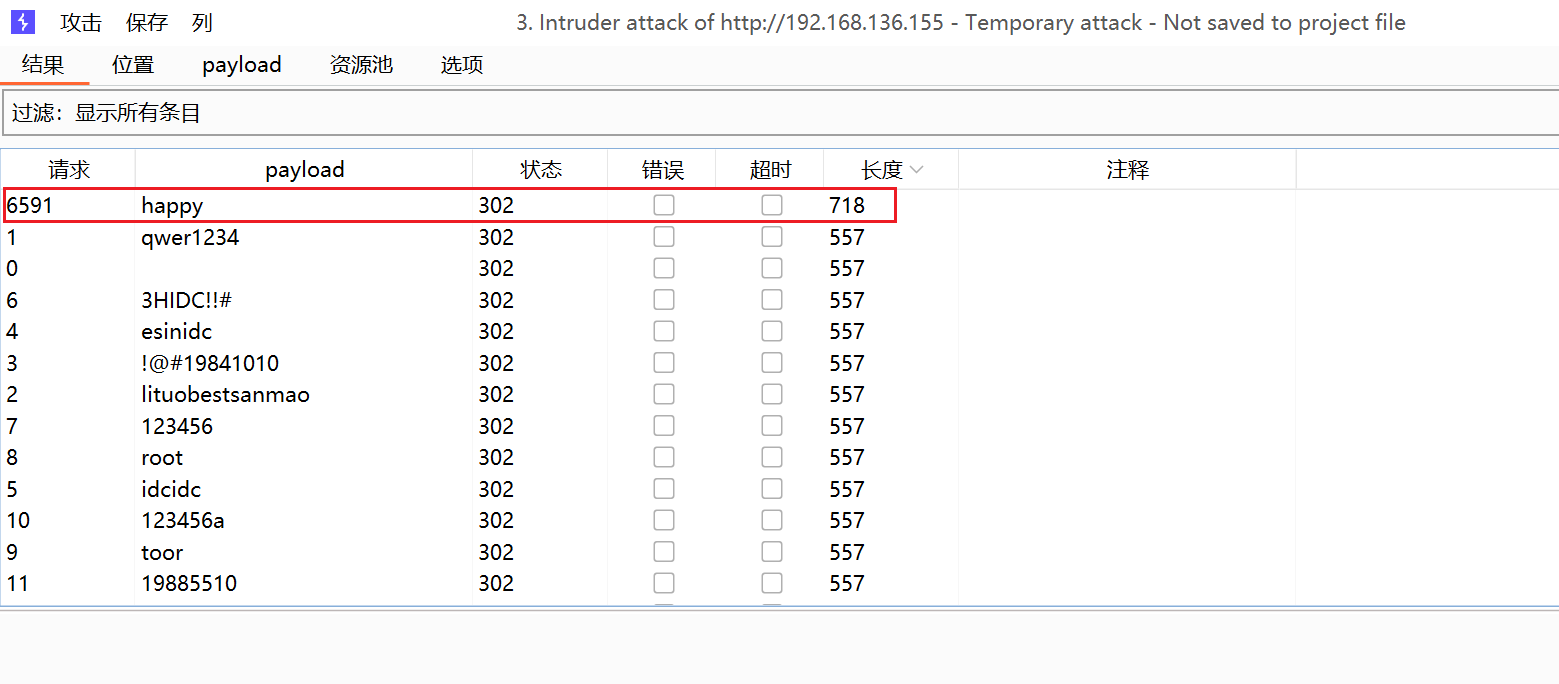 攻击 保存 列 3. Intruder attack of http://192.168.136.155 - Temporary attack - Not saved to project file
结果 位置 payload 资源池 选项
过滤：显示所有条目
请求 payload 状态 错误 超时 长度 注释
6591 happy 302 718
1 qwer1234 302 557
0 302 557
6 3HIDC!!# 302 557
4 esinidc 302 557
3 !@#19841010 302 557
2 lituobestsanmao 302 557
7 123456 302 557
8 root 302 557
5 idcidc 302 557
10 123456a 302 557
9 toor 302 557
11 19885510 302 557